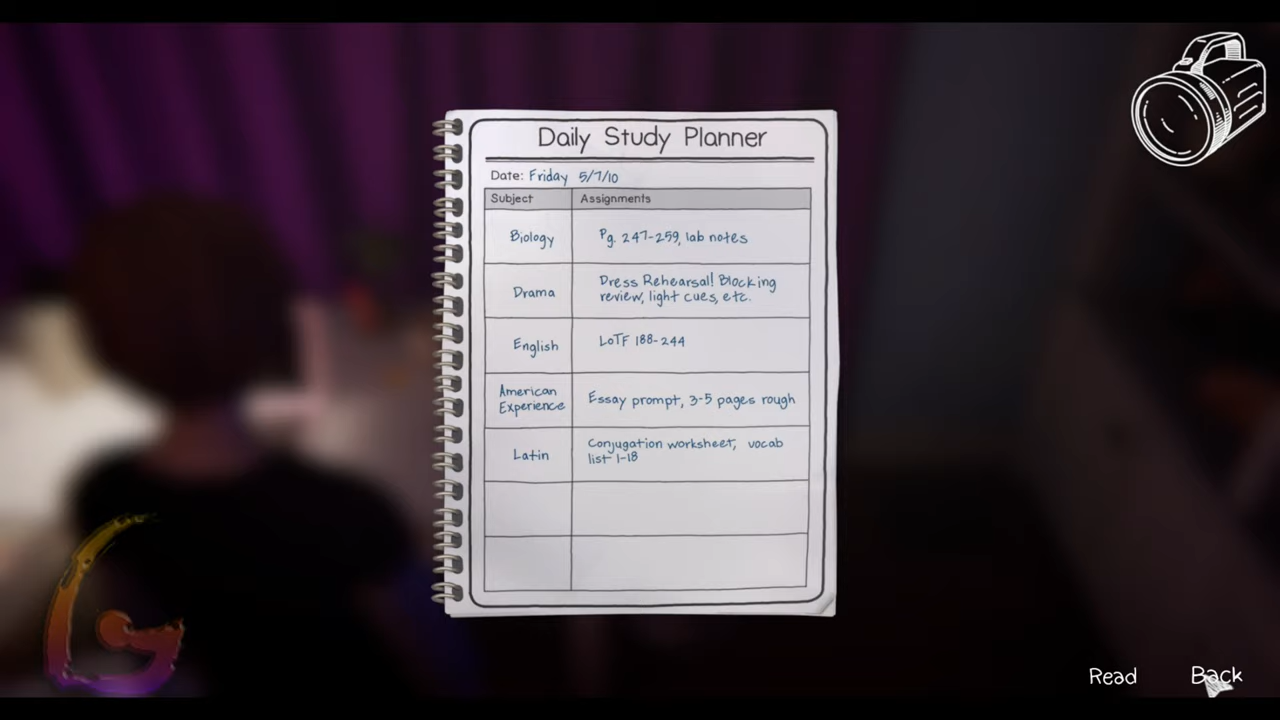 Daily Study Planner
Date: Friday 5/7/10
Subject Assignments
Biology Pg. 247-259, lab notes
Drama Dress Rehearsal! Blocking
review, light cues, etc.
English LoTF 188-244
American
Experience Essay prompt, 3-5 pages rough
Latin Conjugation worksheet, vocab
list 1-18
Read Back